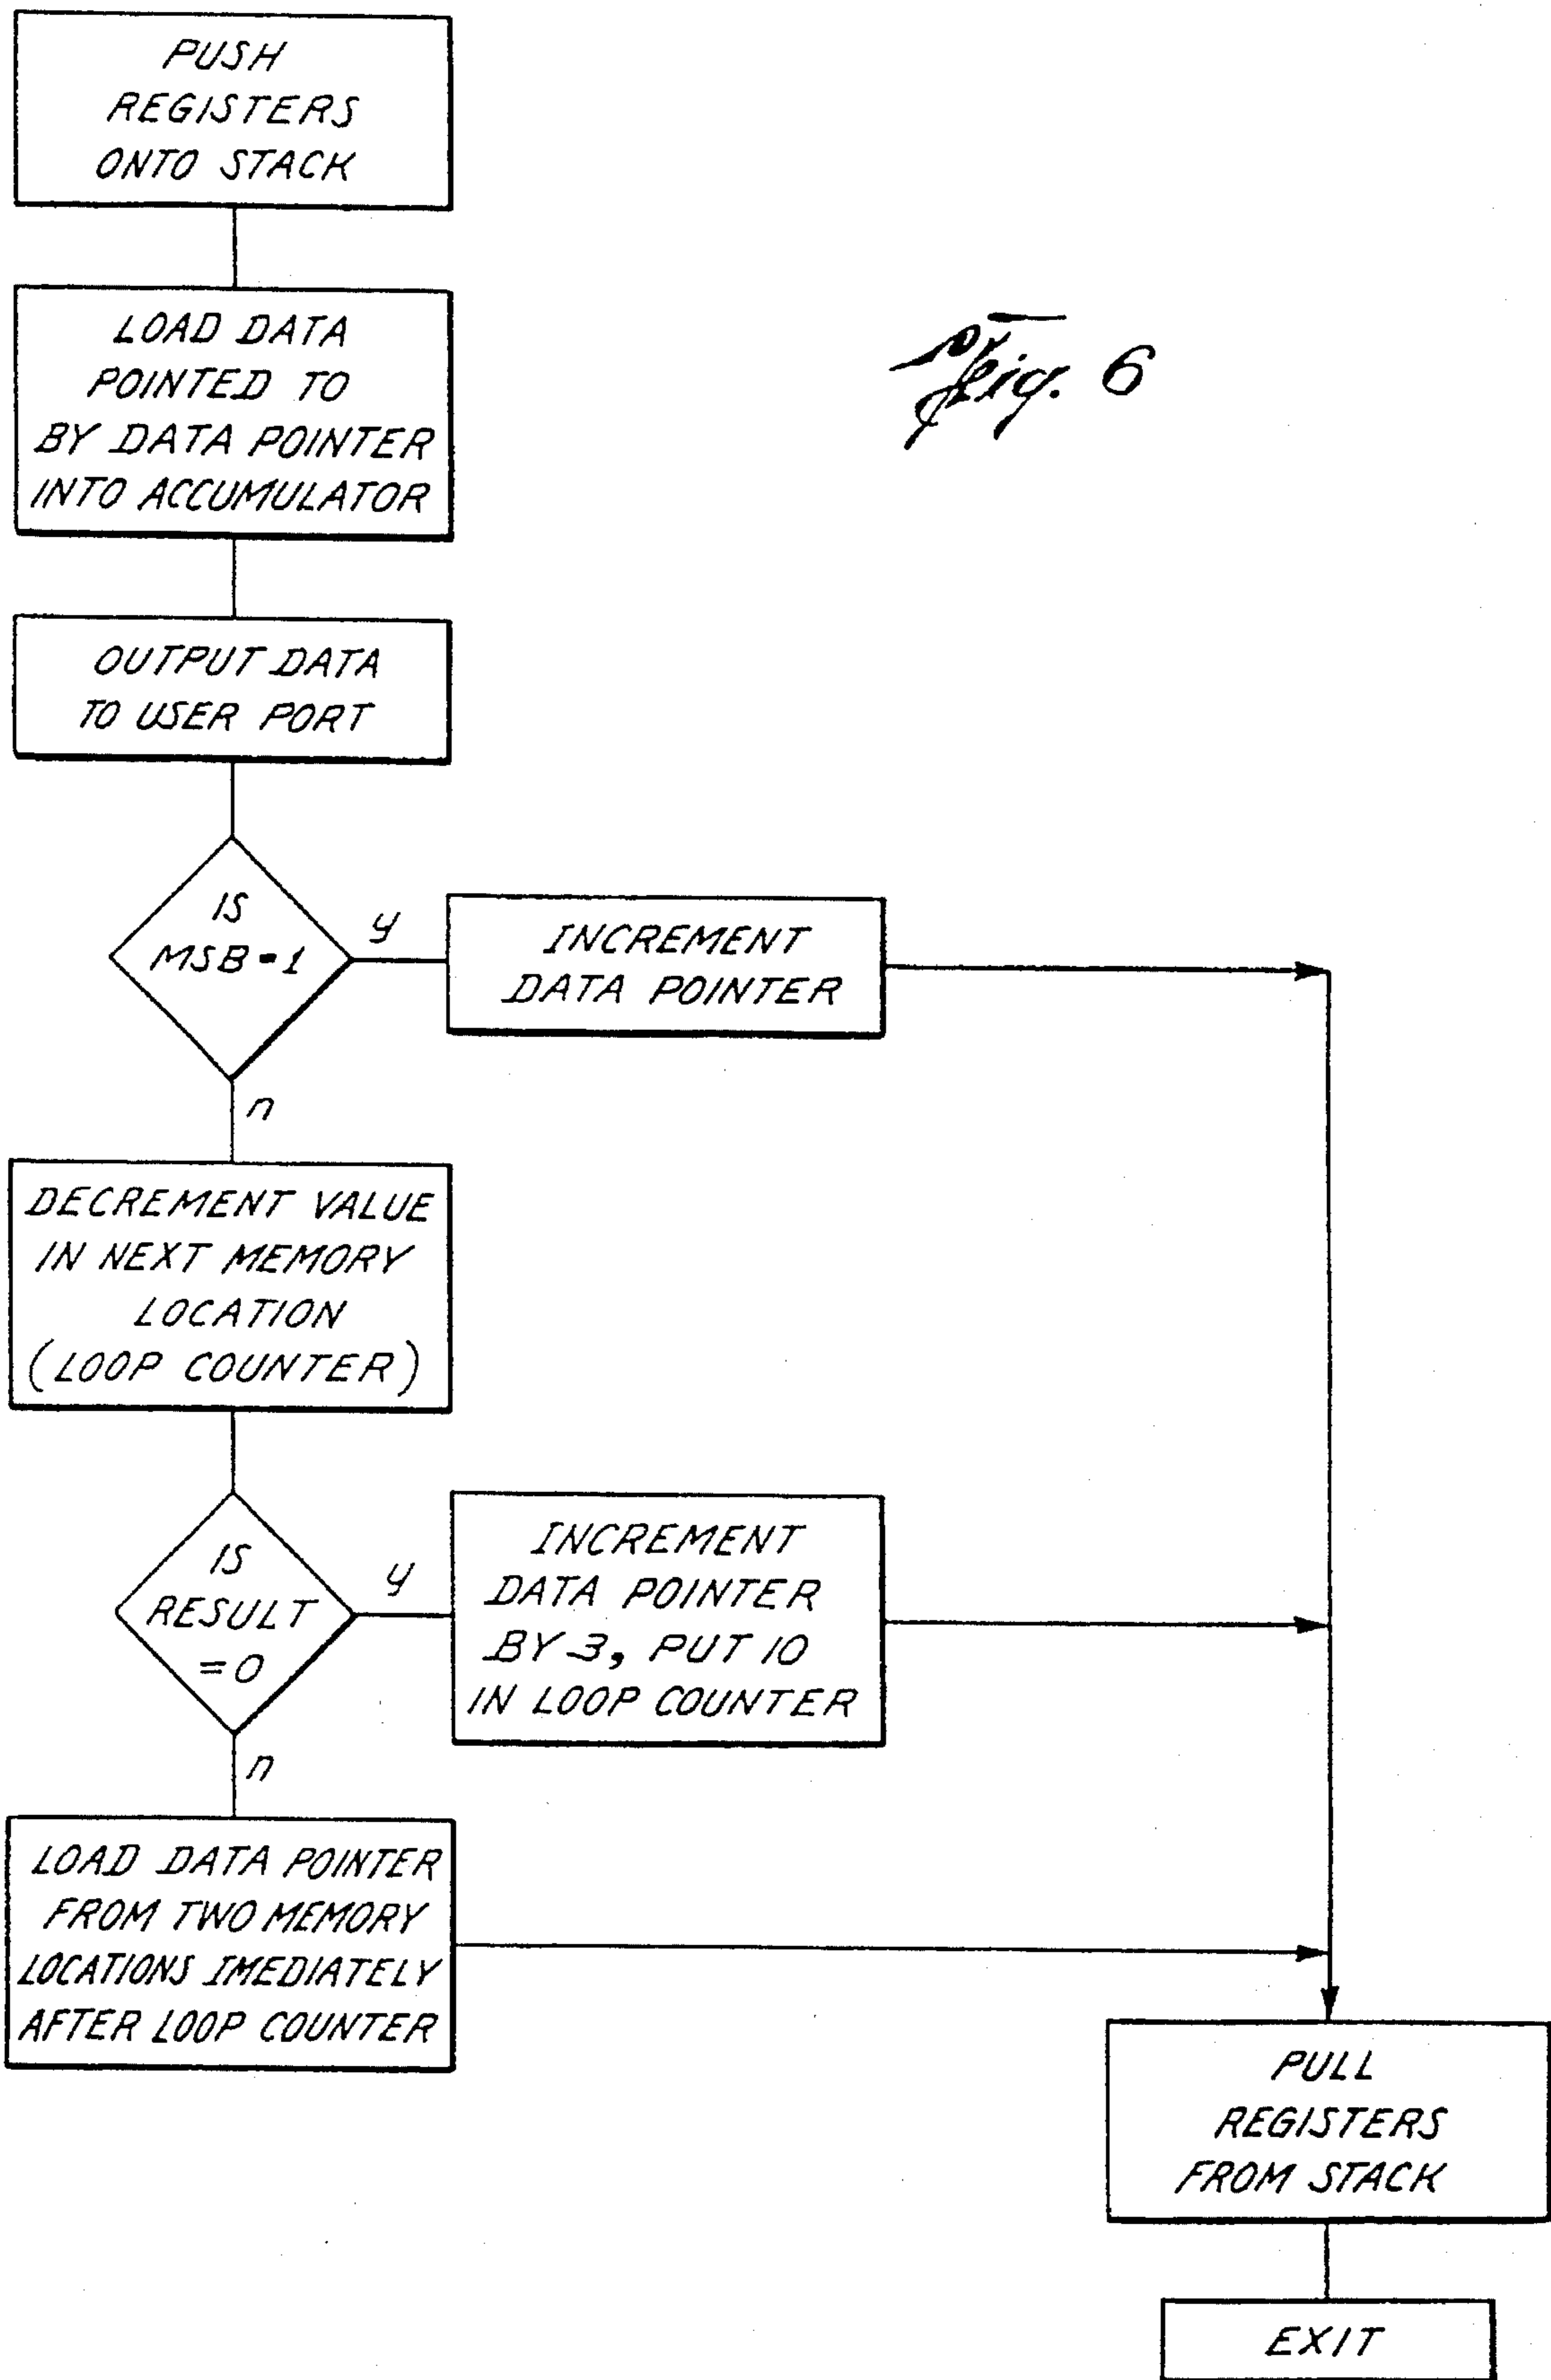 PUSH
REGISTERS
ONTO STACK
LOAD DATA
POINTED TO
BY DATA POINTER
INTO ACCUMULATOR
Fig. 6
OUTPUT DATA
TO USER PORT
IS
MSB=1
y
INCREMENT
DATA POINTER
n
DECREMENT VALUE
IN NEXT MEMORY
LOCATION
(LOOP COUNTER)
IS
RESULT
=0
y
INCREMENT
DATA POINTER
BY 3, PUT 10
IN LOOP COUNTER
n
LOAD DATA POINTER
FROM TWO MEMORY
LOCATIONS IMEDIATELY
AFTER LOOP COUNTER
PULL
REGISTERS
FROM STACK
EXIT